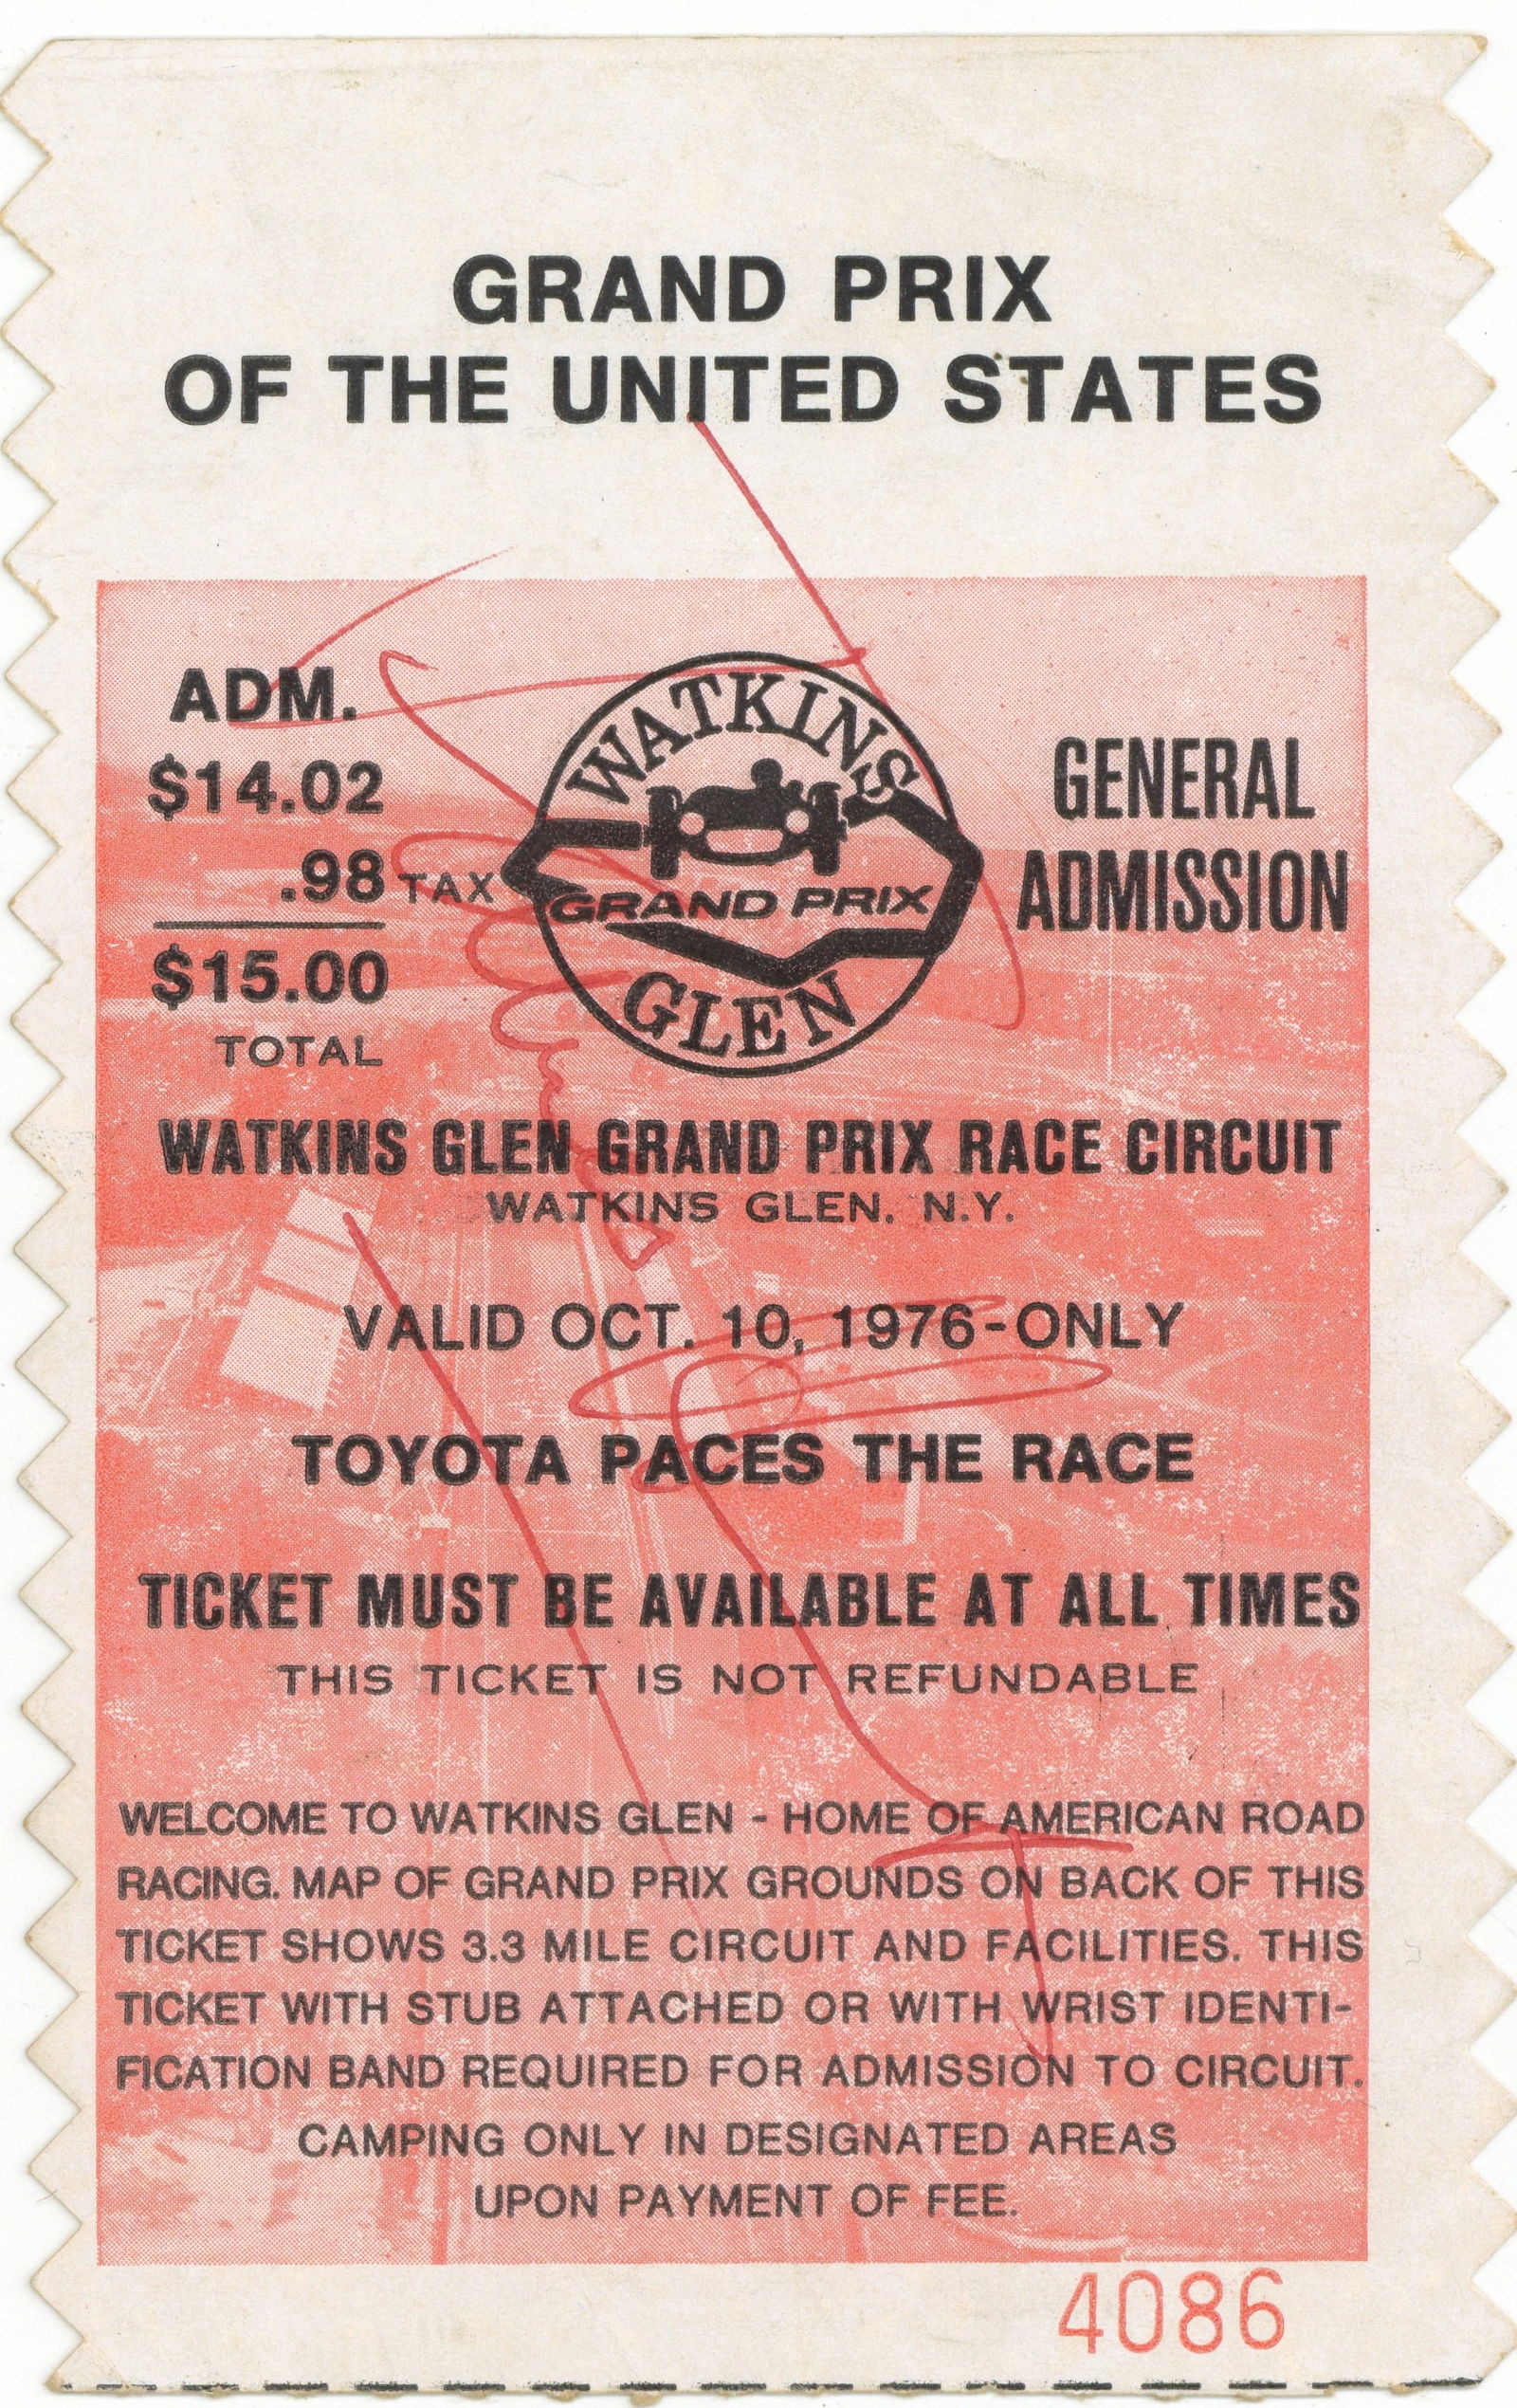 GRAND PRIX
OF THE UNITED STATES
ADM.
$14.02
.98 TAX
$15.00
TOTAL
WATKINS
GRAND PRIX
GLEN
GENERAL
ADMISSION
WATKINS GLEN GRAND PRIX RACE CIRCUIT
WATKINS GLEN, N.Y.
VALID OCT. 10, 1976-ONLY
TOYOTA PACES THE RACE
TICKET MUST BE AVAILABLE AT ALL TIMES
THIS TICKET IS NOT REFUNDABLE
WELCOME TO WATKINS GLEN - HOME OF AMERICAN ROAD
RACING. MAP OF GRAND PRIX GROUNDS ON BACK OF THIS
TICKET SHOWS 3.3 MILE CIRCUIT AND FACILITIES. THIS
TICKET WITH STUB ATTACHED OR WITH WRIST IDENTI-
FICATION BAND REQUIRED FOR ADMISSION TO CIRCUIT.
CAMPING ONLY IN DESIGNATED AREAS
UPON PAYMENT OF FEE.
4086